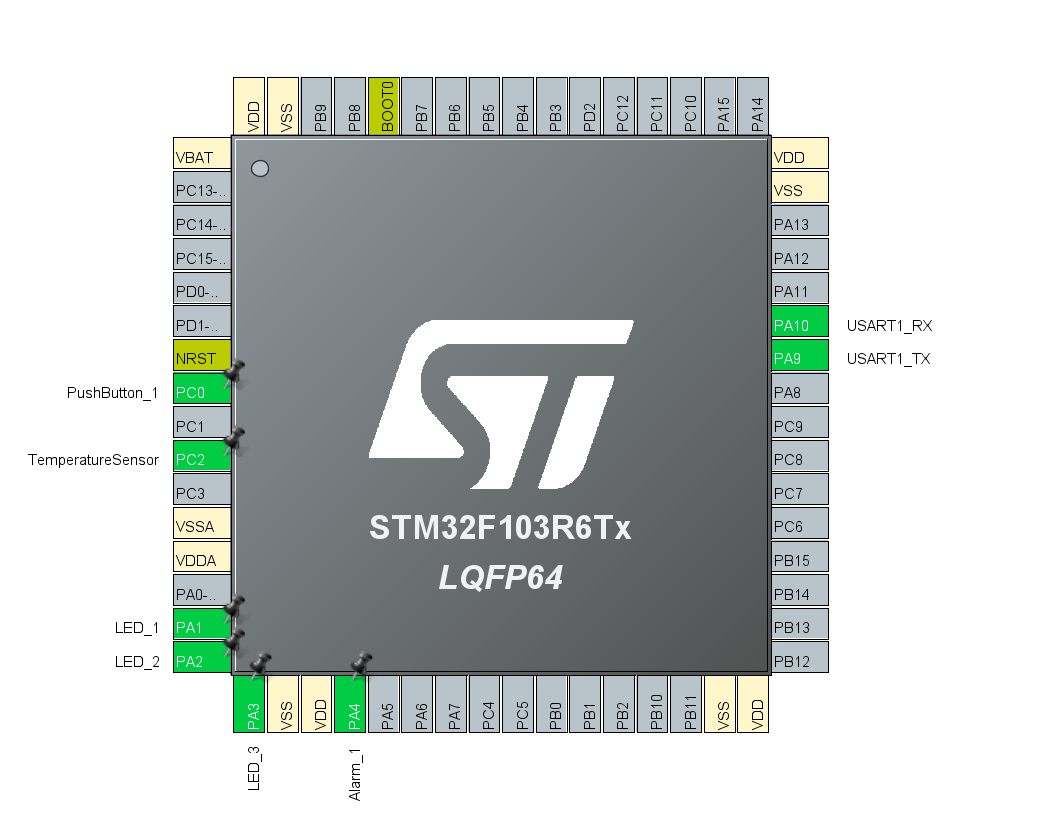 VDD
VSS
PB9
PB8
BOOT0
PB7
PB6
PB5
PB4
PB3
PD2
PC12
PC11
PC10
PA15
PA14
VBAT
PC13-..
PC14-..
PC15-..
PD0-..
PD1-..
NRST
PushButton_1 PC0
PC1
TemperatureSensor PC2
PC3
VSSA
VDDA
PA0-..
LED_1 PA1
LED_2 PA2
ST
STM32F103R6Tx
LQFP64
VDD
VSS
PA13
PA12
PA11
PA10 USART1_RX
PA9 USART1_TX
PA8
PC9
PC8
PC7
PC6
PB15
PB14
PB13
PB12
PA3
VSS
VDD
PA4
PA5
PA6
PA7
PC4
PC5
PB0
PB1
PB2
PB10
PB11
VSS
VDD
LED_3
Alarm_1